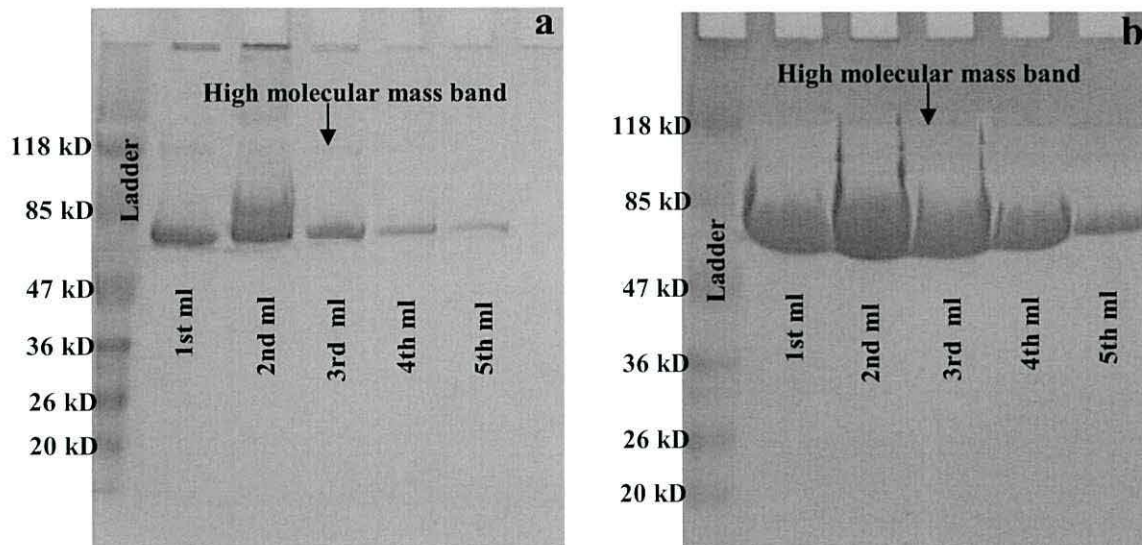 a
High molecular mass band
118 kD
Ladder
85 kD
47 kD
36 kD
26 kD
20 kD
1st ml
2nd ml
3rd ml
4th ml
5th ml
b
High molecular mass band
118 kD
85 kD
Ladder
47 kD
36 kD
26 kD
20 kD
1st ml
2nd ml
3rd ml
4th ml
5th ml